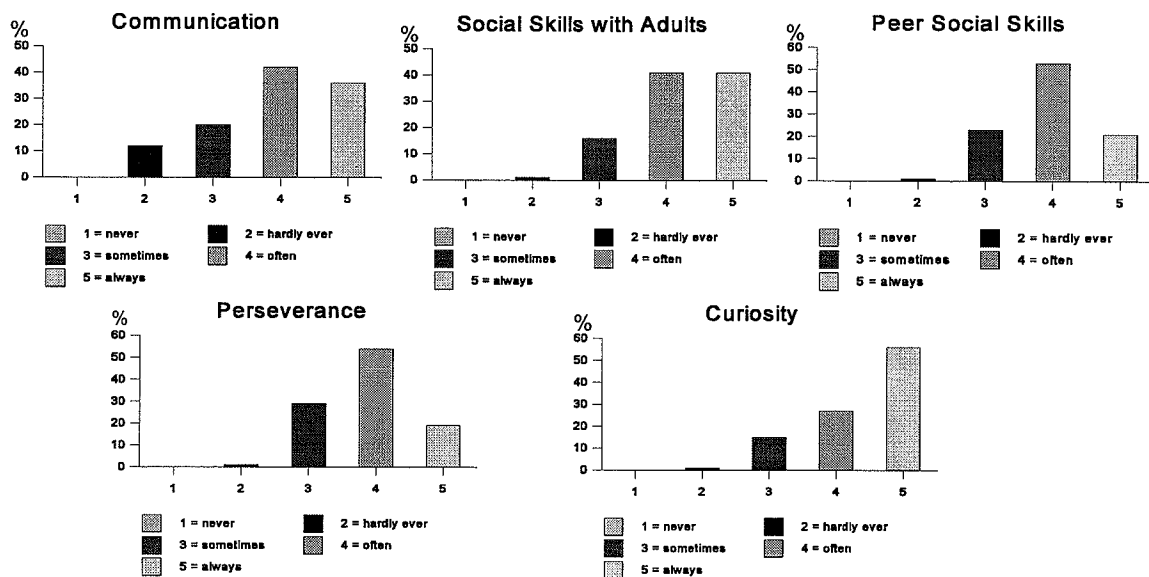 Communication
%
50
40
30
20
10
0
1 2 3 4 5
1 = never 2 = hardly ever
3 = sometimes 4 = often
5 = always
Social Skills with Adults
%
50
40
30
20
10
0
1 2 3 4 5
1 = never 2 = hardly ever
3 = sometimes 4 = often
5 = always
Peer Social Skills
%
60
50
40
30
20
10
0
1 2 3 4 5
1 = never 2 = hardly ever
3 = sometimes 4 = often
5 = always
Perseverance
%
60
50
40
30
20
10
0
1 2 3 4 5
1 = never 2 = hardly ever
3 = sometimes 4 = often
5 = always
Curiosity
%
60
50
40
30
20
10
0
1 2 3 4 5
1 = never 2 = hardly ever
3 = sometimes 4 = often
5 = always